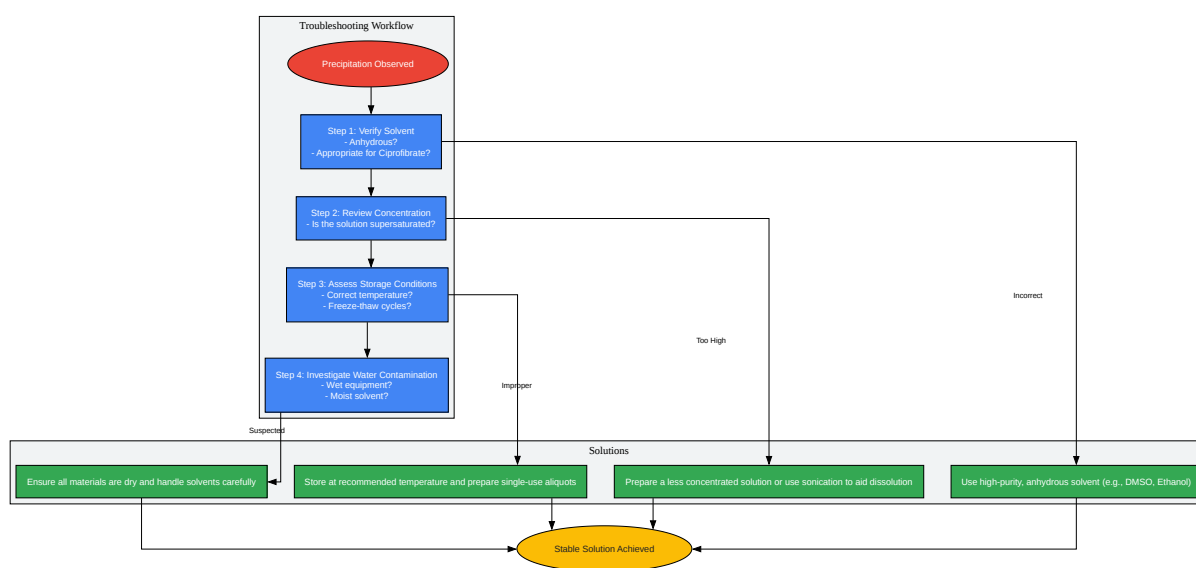 Troubleshooting Workflow
Precipitation Observed
Step 1: Verify Solvent
- Anhydrous?
- Appropriate for Ciprofibrate?
Step 2: Review Concentration
- Is the solution supersaturated?
Step 3: Assess Storage Conditions
- Correct temperature?
- Freeze-thaw cycles?
Incorrect
Too High
Step 4: Investigate Water Contamination
- Wet equipment?
- Moist solvent?
Improper
Suspected
Solutions
Ensure all materials are dry and handle solvents carefully
Store at recommended temperature and prepare single-use aliquots
Prepare a less concentrated solution or use sonication to aid dissolution
Use high-purity, anhydrous solvent (e.g., DMSO, Ethanol)
Stable Solution Achieved